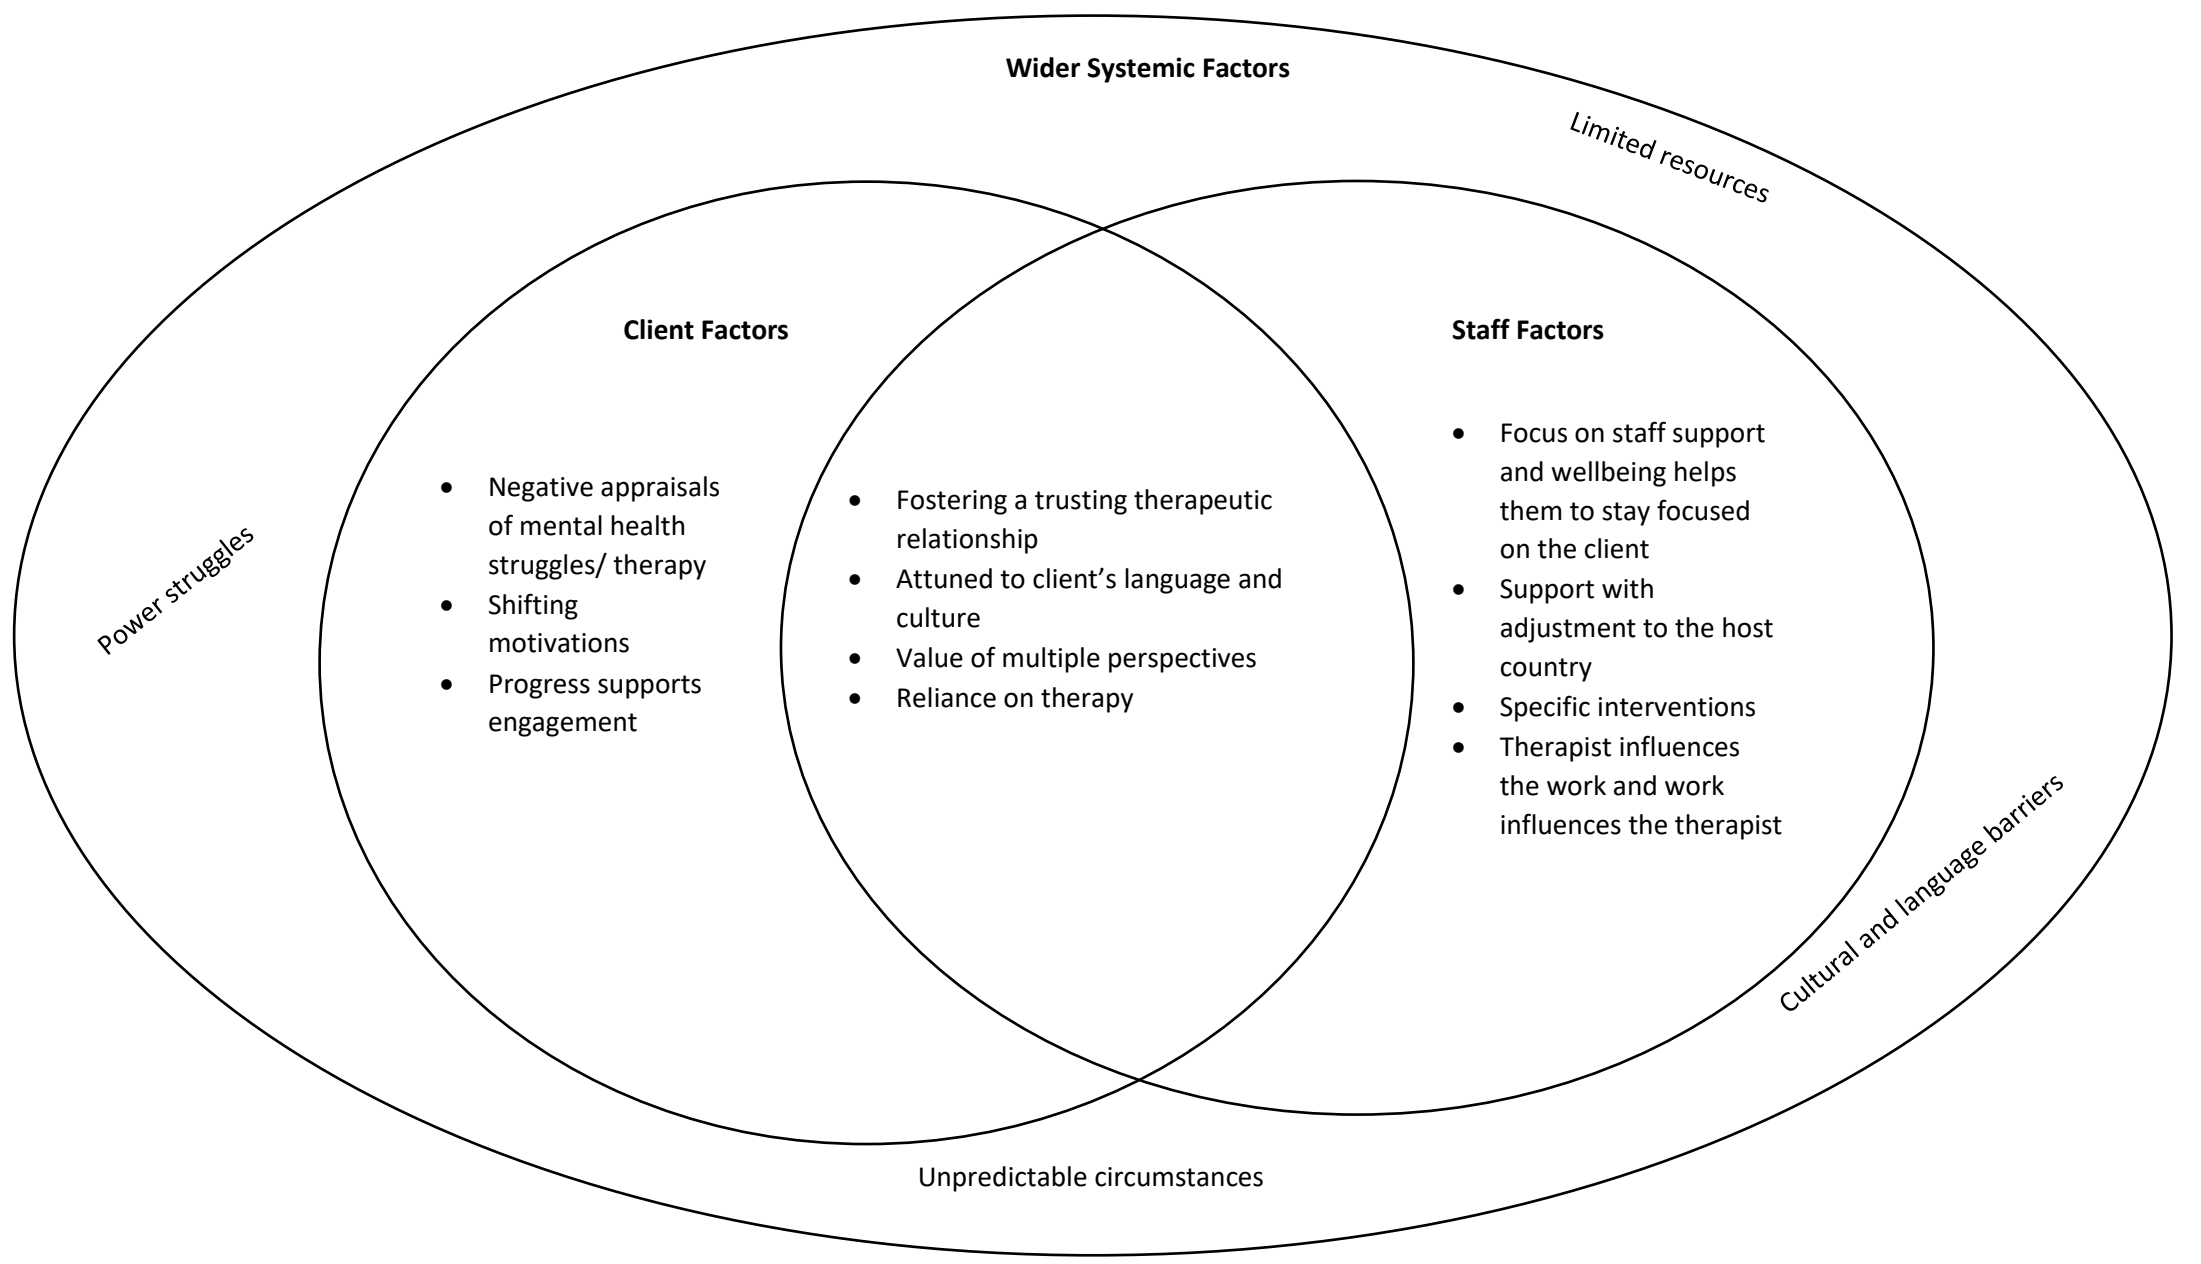 Wider Systemic Factors
Limited resources
Client Factors
Staff Factors
Power struggles
• Negative appraisals
of mental health
struggles/ therapy
• Shifting
motivations
• Progress supports
engagement
• Fostering a trusting therapeutic
relationship
• Attuned to client’s language and
culture
• Value of multiple perspectives
• Reliance on therapy
• Focus on staff support
and wellbeing helps
them to stay focused
on the client
• Support with
adjustment to the host
country
• Specific interventions
• Therapist influences
the work and work
influences the therapist
Cultural and language barriers
Unpredictable circumstances